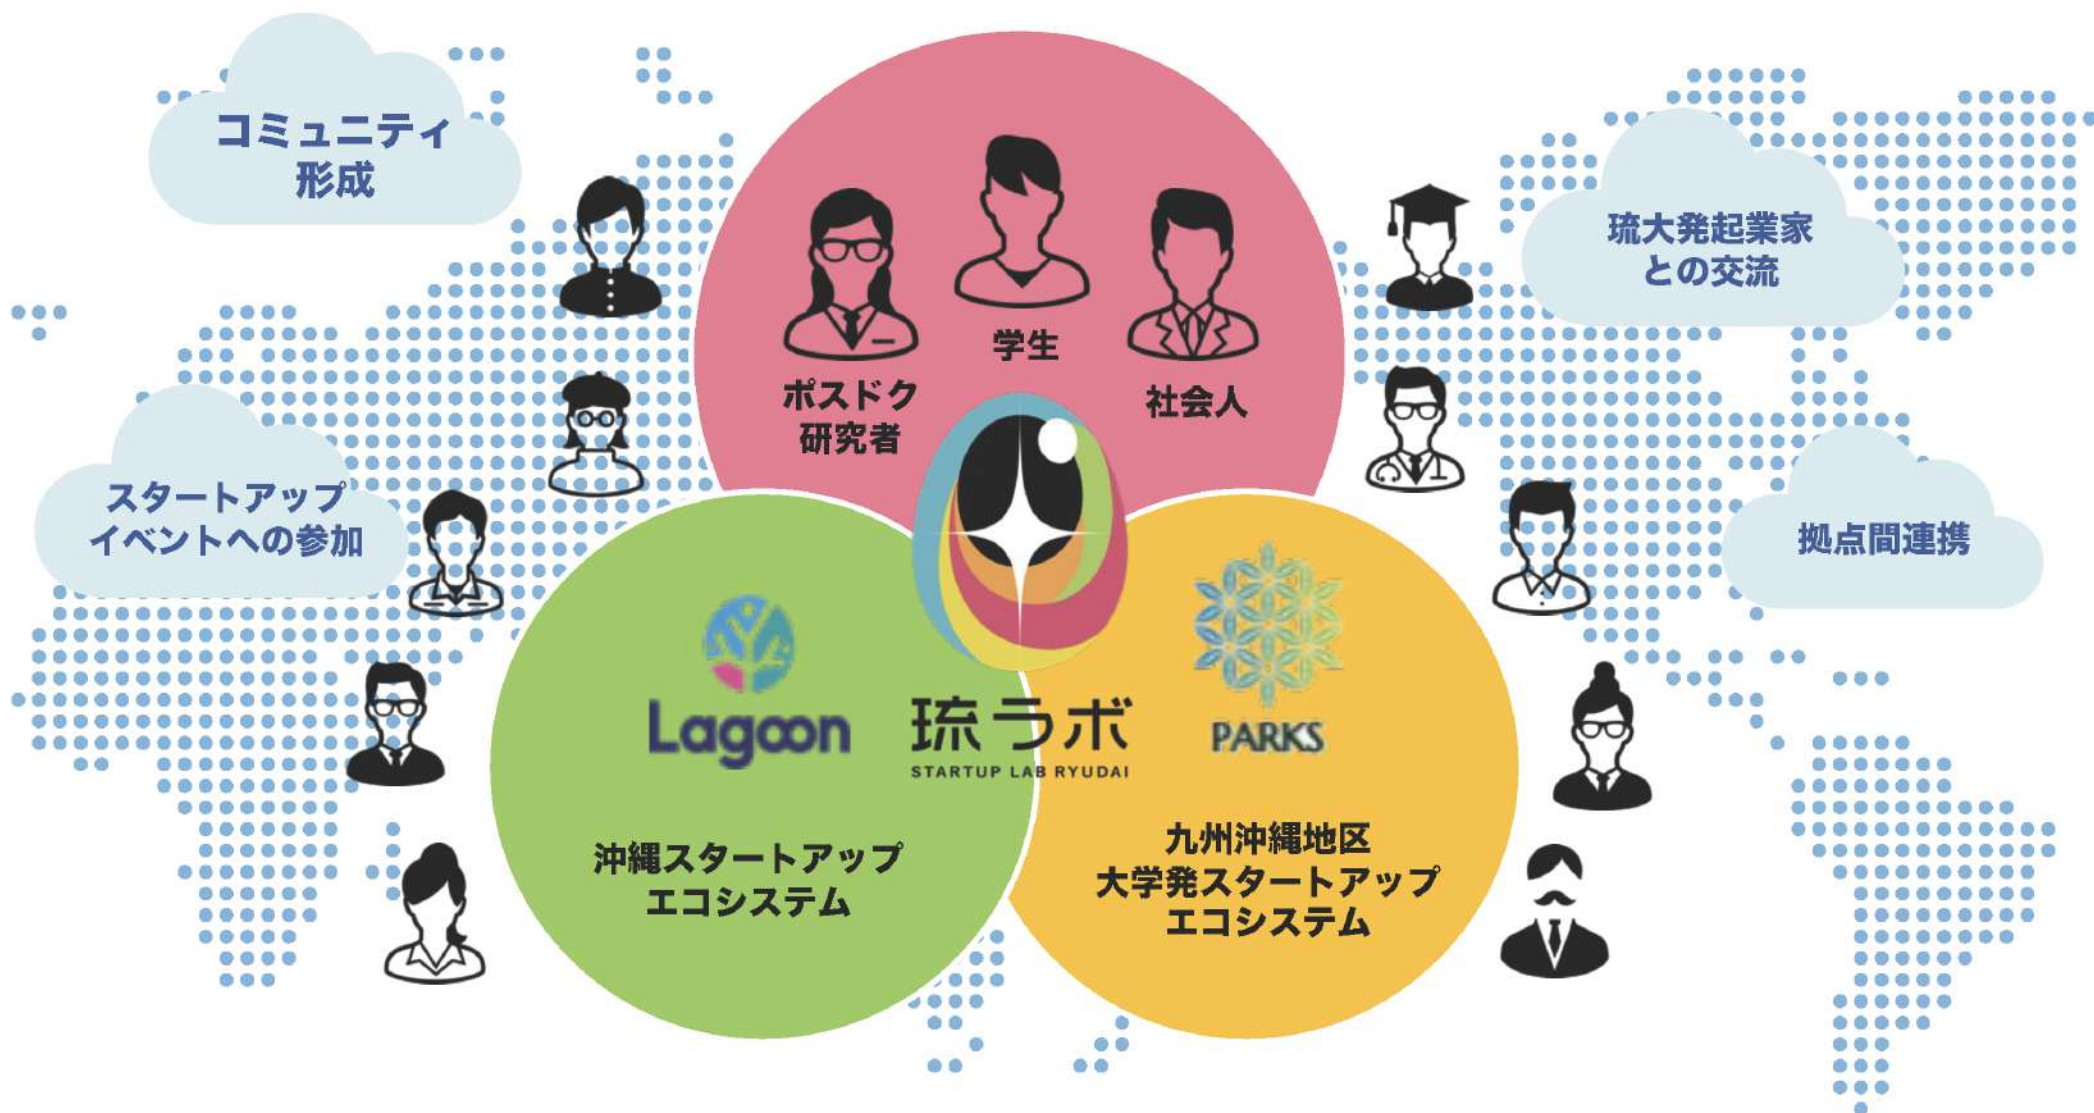 コミュニティ
形成
琉大発起業家
との交流
スタートアップ
イベントへの参加
拠点間連携
学生
ポスドク
研究者
社会人
Lagoon
琉ラボ
STARTUP LAB RYUDAI
PARKS
沖縄スタートアップ
エコシステム
九州沖縄地区
大学発スタートアップ
エコシステム